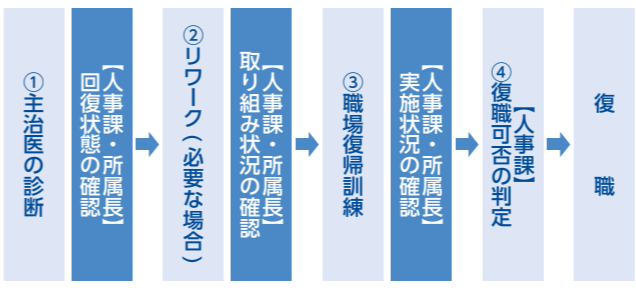 ①主治医の診断
【人事課・所属長】
回復状態の確認
②リワーク(必要な場合)
【人事課・所属長】
取り組み状況の確認
③職場復帰訓練
【人事課・所属長】
実施状況の確認
【人事課】
④復職可否の判定
復職